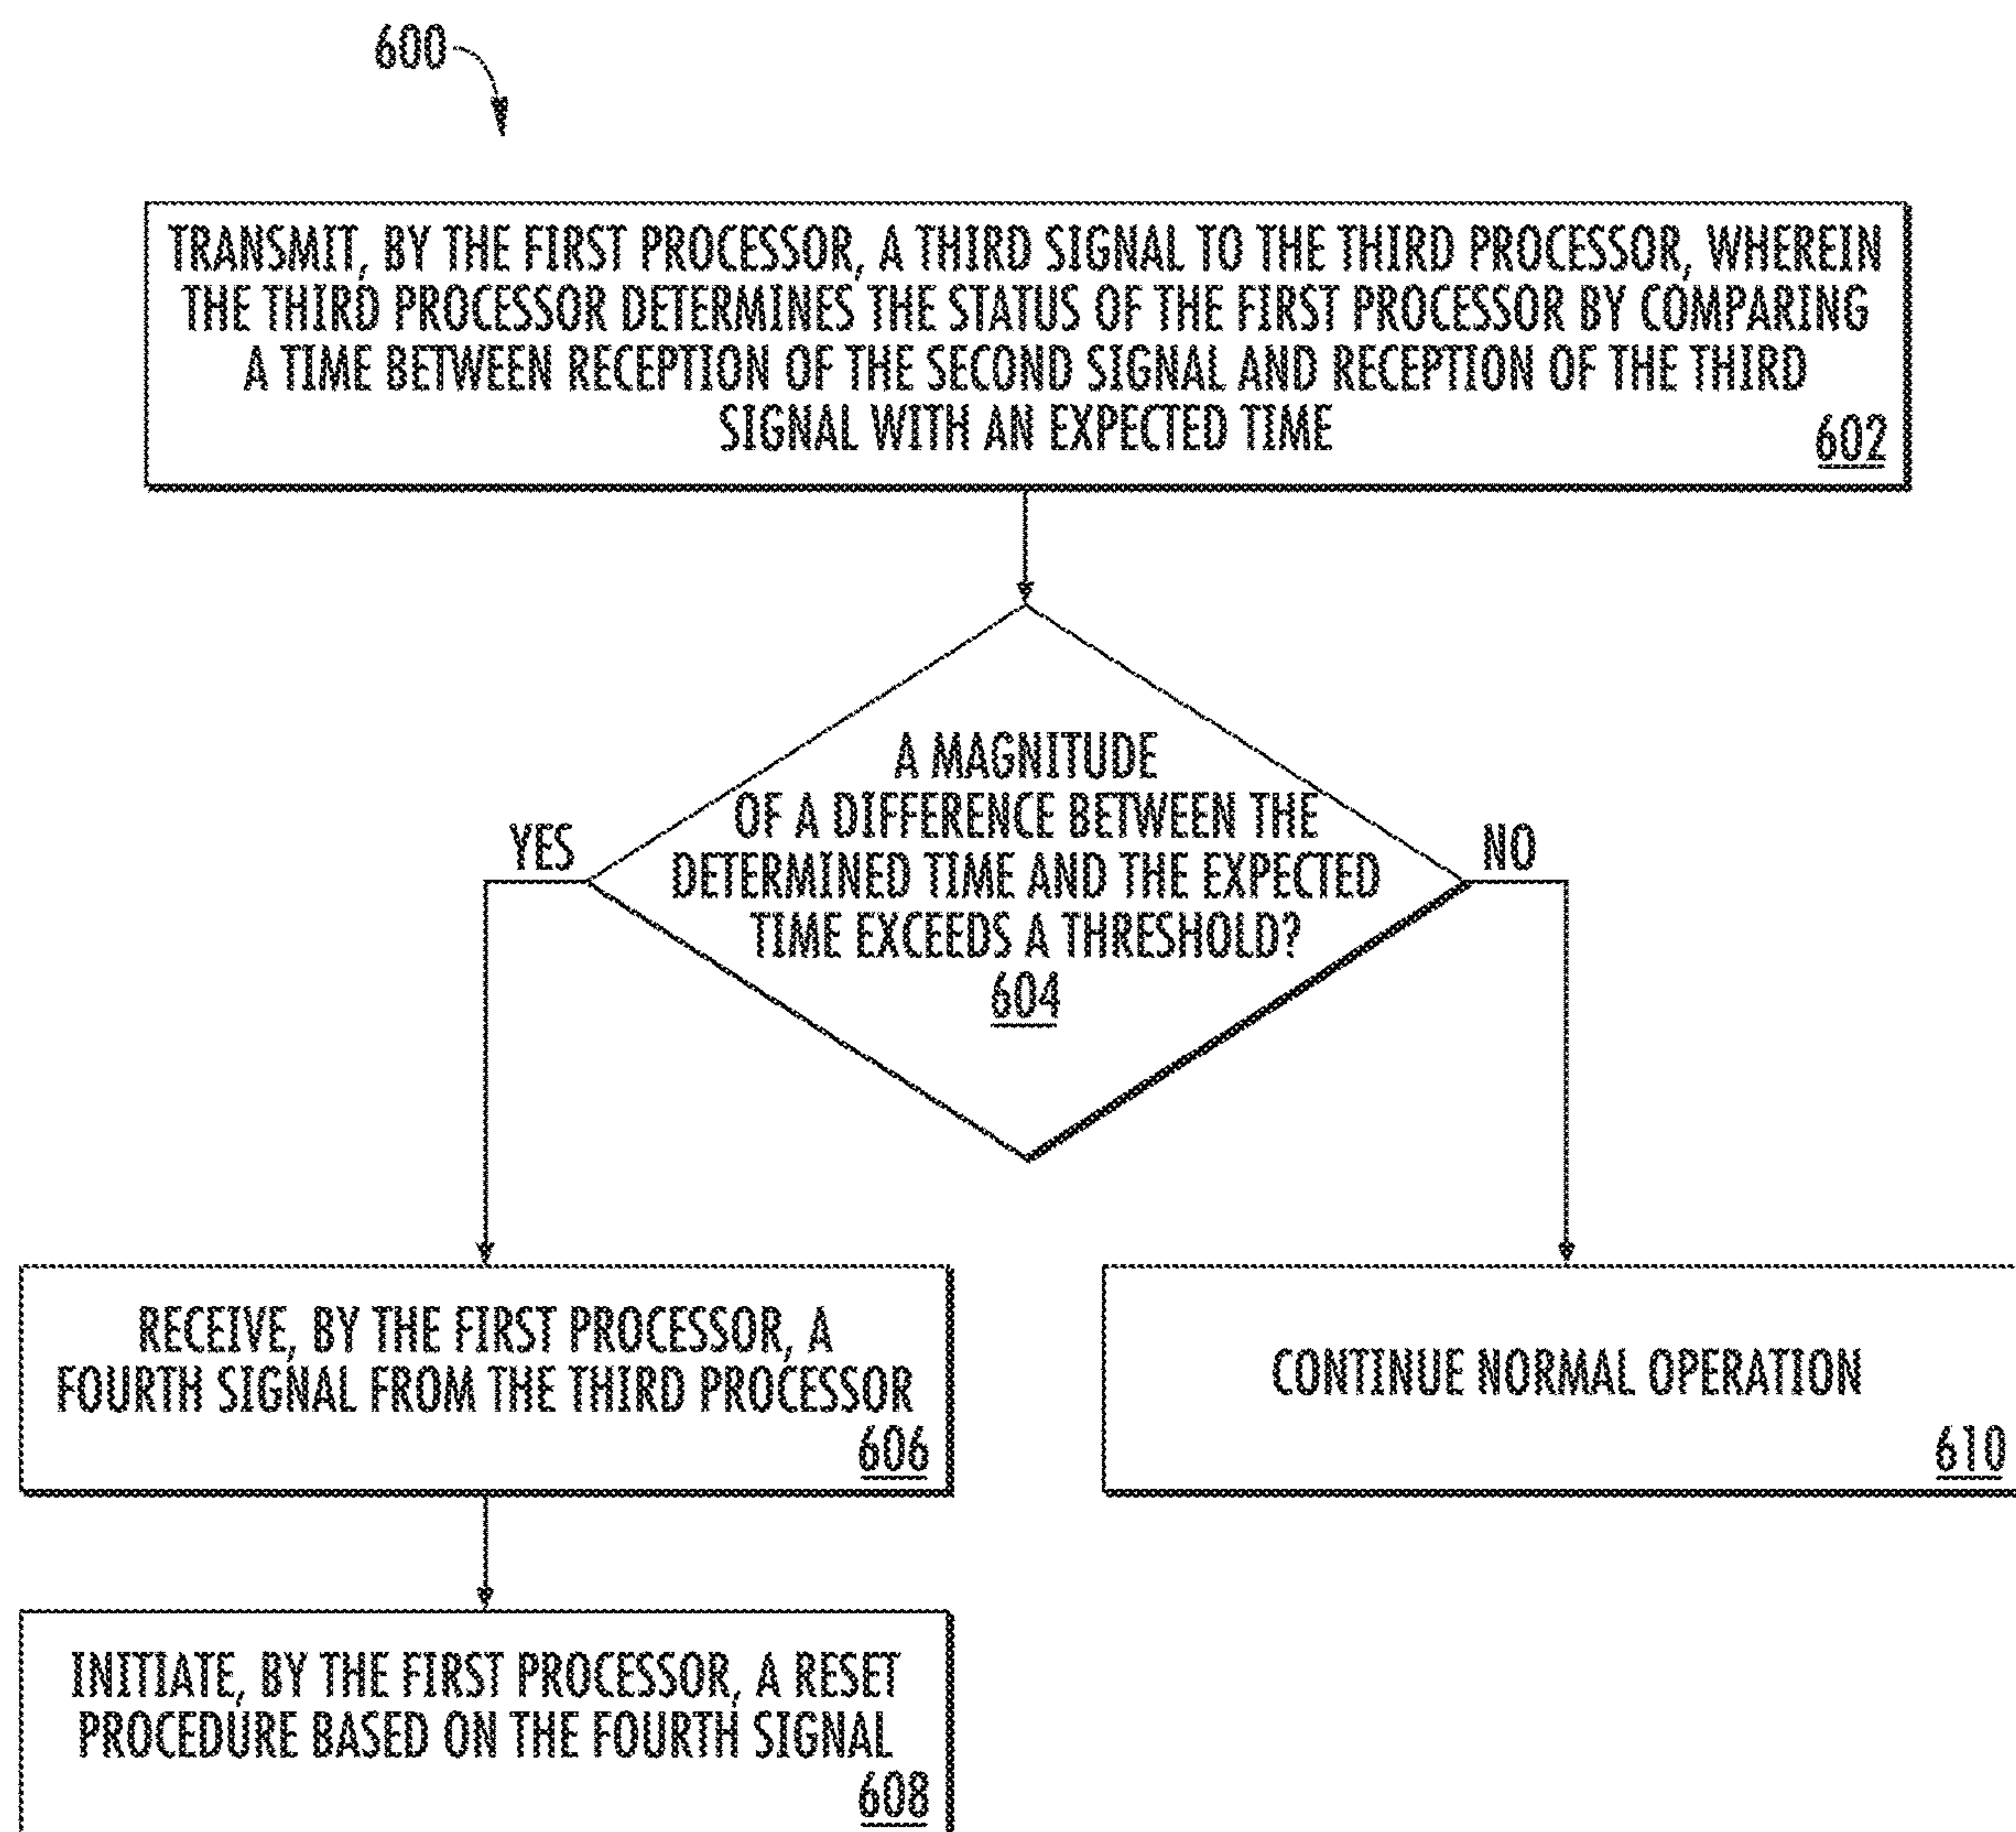 600
TRANSMIT, BY THE FIRST PROCESSOR, A THIRD SIGNAL TO THE THIRD PROCESSOR, WHEREIN
THE THIRD PROCESSOR DETERMINES THE STATUS OF THE FIRST PROCESSOR BY COMPARING
A TIME BETWEEN RECEPTION OF THE SECOND SIGNAL AND RECEPTION OF THE THIRD
SIGNAL WITH AN EXPECTED TIME
602
A MAGNITUDE
OF A DIFFERENCE BETWEEN THE
DETERMINED TIME AND THE EXPECTED
TIME EXCEEDS A THRESHOLD?
604
YES
NO
RECEIVE, BY THE FIRST PROCESSOR, A
FOURTH SIGNAL FROM THE THIRD PROCESSOR
606
CONTINUE NORMAL OPERATION
610
INITIATE, BY THE FIRST PROCESSOR, A RESET
PROCEDURE BASED ON THE FOURTH SIGNAL
608